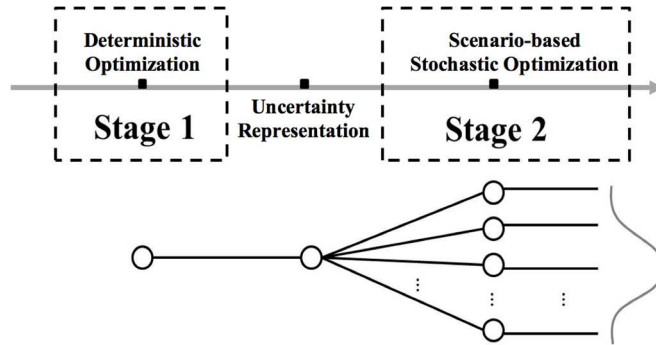 Deterministic
Optimization
Stage 1
Uncertainty
Representation
Scenario-based
Stochastic Optimization
Stage 2